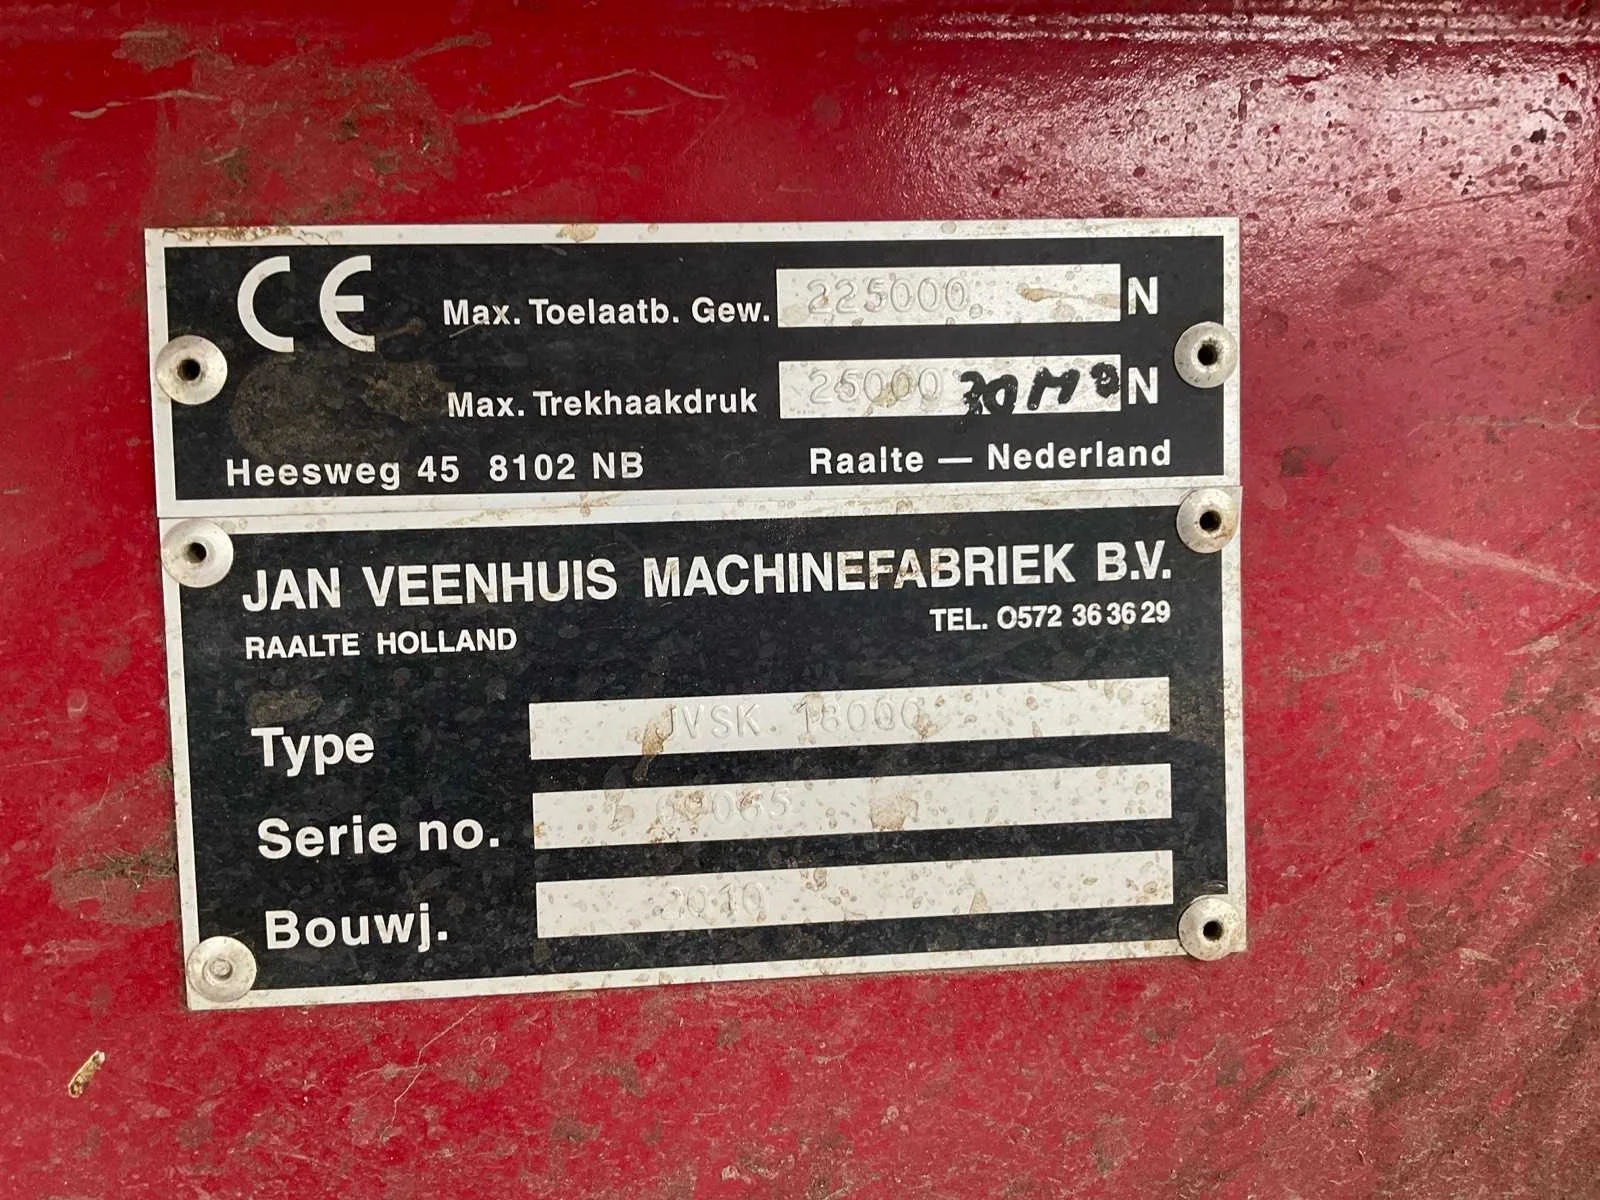 CE
Max. Toelaatb. Gew. 225000 N
Max. Trekhaakdruk 25000 N
Heesweg 45 8102 NB Raalte — Nederland
JAN VEENHUIS MACHINEFABRIEK B.V.
TEL. 0572 36 36 29
RAALTE HOLLAND
Type JVSK 18000
Serie no.
Bouwj. 2010